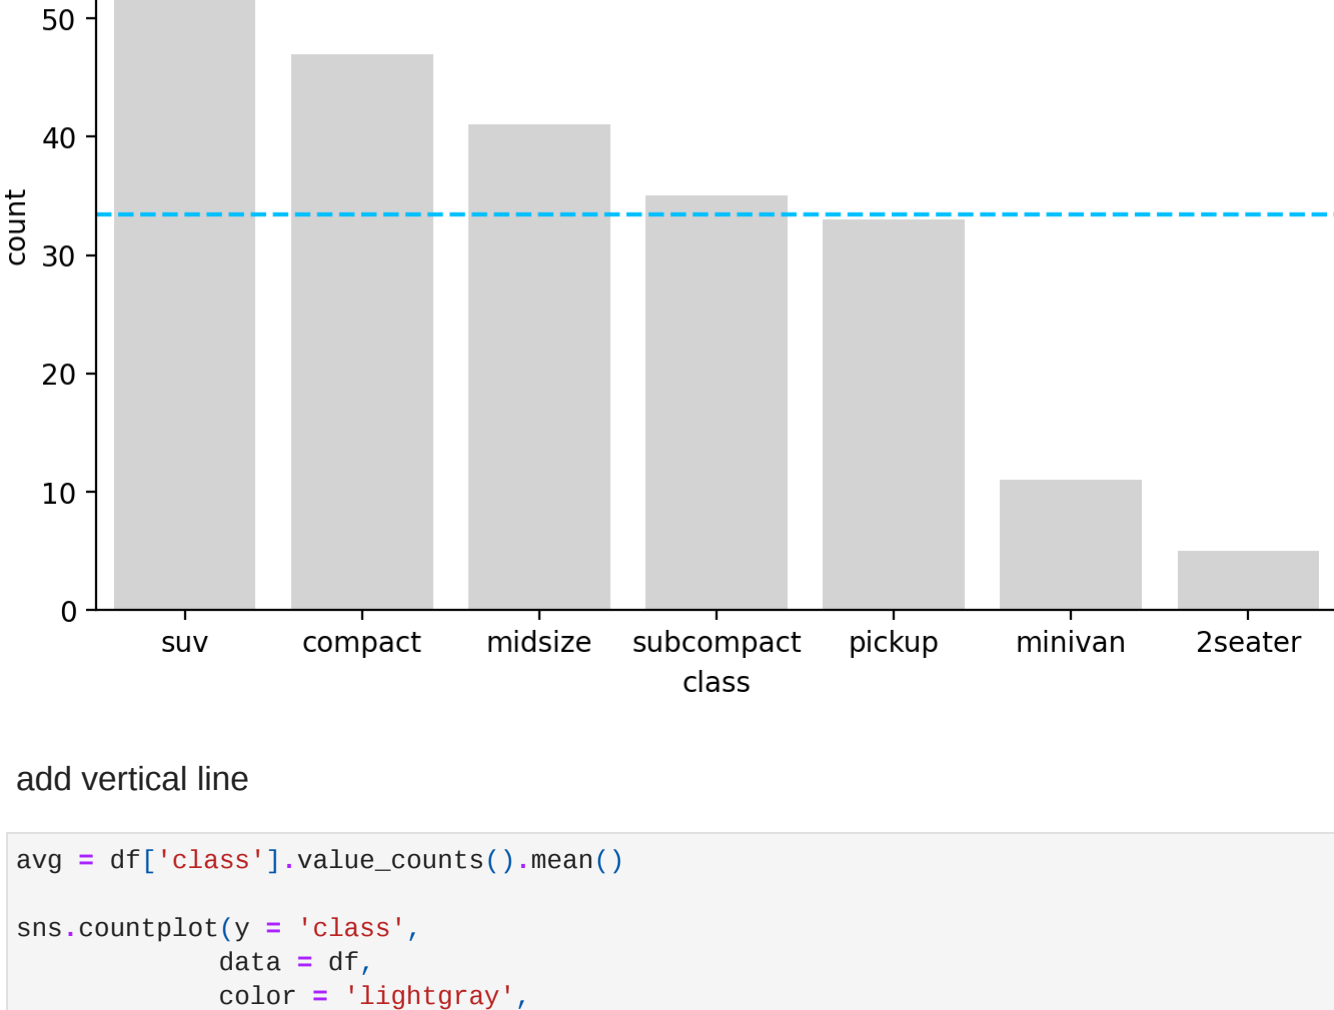 50
40
30
20
10
0
count
suv compact midsize subcompact pickup minivan 2seater
class
add vertical line
avg = df['class'].value_counts().mean()
sns.countplot(y = 'class',
data = df,
color = 'lightgray',